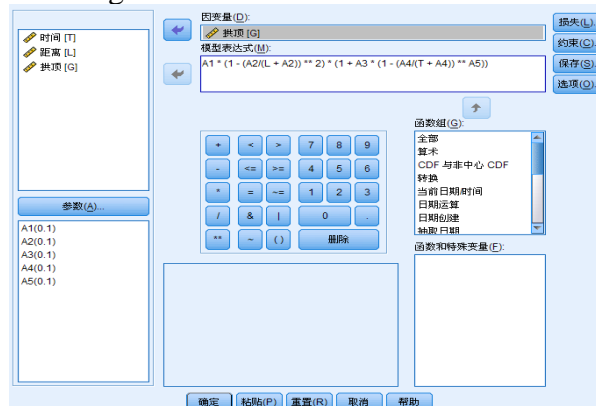 因变量(D):
时间 [T]
距离 [L]
拱顶 [G]
拱顶 [G]
模型表达式(M):
A1 * (1 - (A2/(L + A2)) ** 2) * (1 + A3 * (1 - (A4/(T + A4)) ** A5))
损失(L)
约束(C)
保存(S)
选项(O)
参数(A)...
A1(0.1)
A2(0.1)
A3(0.1)
A4(0.1)
A5(0.1)
+ < > 7 8 9
- <= >= 4 5 6
* = ~= 1 2 3
/ & | 0 .
** ~ () 删除
函数组(G):
全部
算术
CDF 与非中心 CDF
转换
当前日期/时间
日期运算
日期创建
抽取日期
函数和特殊变量(F):
确定 粘贴(P) 重置(R) 取消 帮助